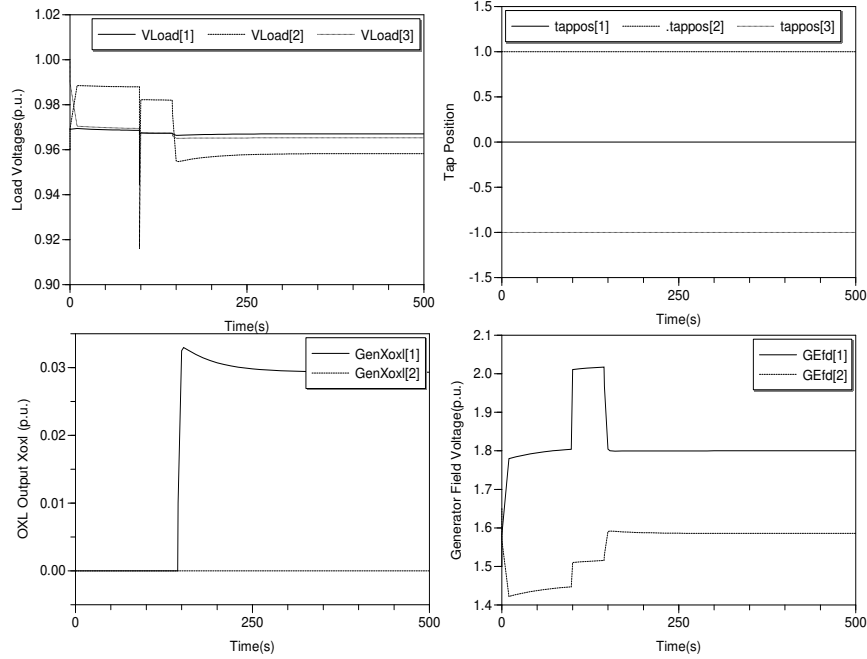 1.02
1.00
0.98
0.96
0.94
0.92
0.90
Load Voltages(p.u.)
VLoad[1] VLoad[2] VLoad[3]
0 250 500
Time(s)
1.5
1.0
0.5
0.0
-0.5
-1.0
-1.5
Tap Position
tappos[1] .tappos[2] tappos[3]
0 250 500
Time(s)
0.03
0.02
0.01
0.00
OXL Output Xoxl (p.u.)
GenXoxl[1]
GenXoxl[2]
0 250 500
Time(s)
2.1
2.0
1.9
1.8
1.7
1.6
1.5
1.4
Generator Field Voltage(p.u.)
GEfd[1]
GEfd[2]
0 250 500
Time(s)